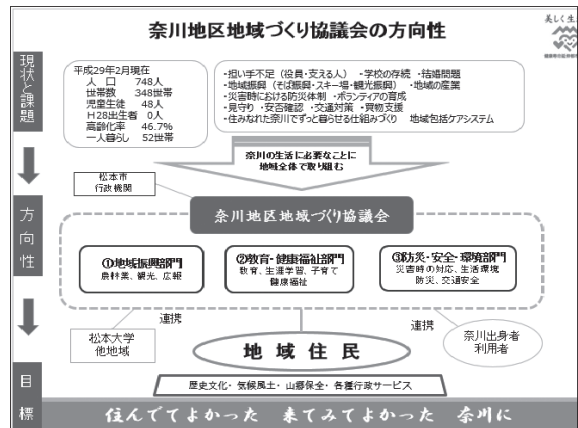 奈川地区地域づくり協議会の方向性
美しく生
現状と課題
平成29年2月現在
人　口　748人
世帯数　348世帯
児童生徒　48人
H28出生者　0人
高齢化率　46.7%
一人暮らし　52世帯
・担い手不足（役員・支える人）　・学校の存続　・結婚問題
・地域振興（そば振興・スキー場・観光振興）　・地域の産業
・災害時における防災体制　・ボランティアの育成
・見守り　・安否確認　・交通対策　・買物支援
・住みなれた奈川でずっと暮らせる仕組みづくり　地域包括ケアシステム
奈川の生活に必要なことに
地域全体で取り組む
松本市
行政機関
方向性
奈川地区地域づくり協議会
①地域振興部門
農林業、観光、広報
②教育・健康福祉部門
教育、生涯学習、子育て
健康福祉
③防災・安全・環境部門
災害時の対応、生活環境
防災、交通安全
連携
連携
松本大学
他地域
地域住民
奈川出身者
利用者
歴史文化・気候風土・山郷保全・各種行政サービス
目標
住んでてよかった　来てみてよかった　奈川に